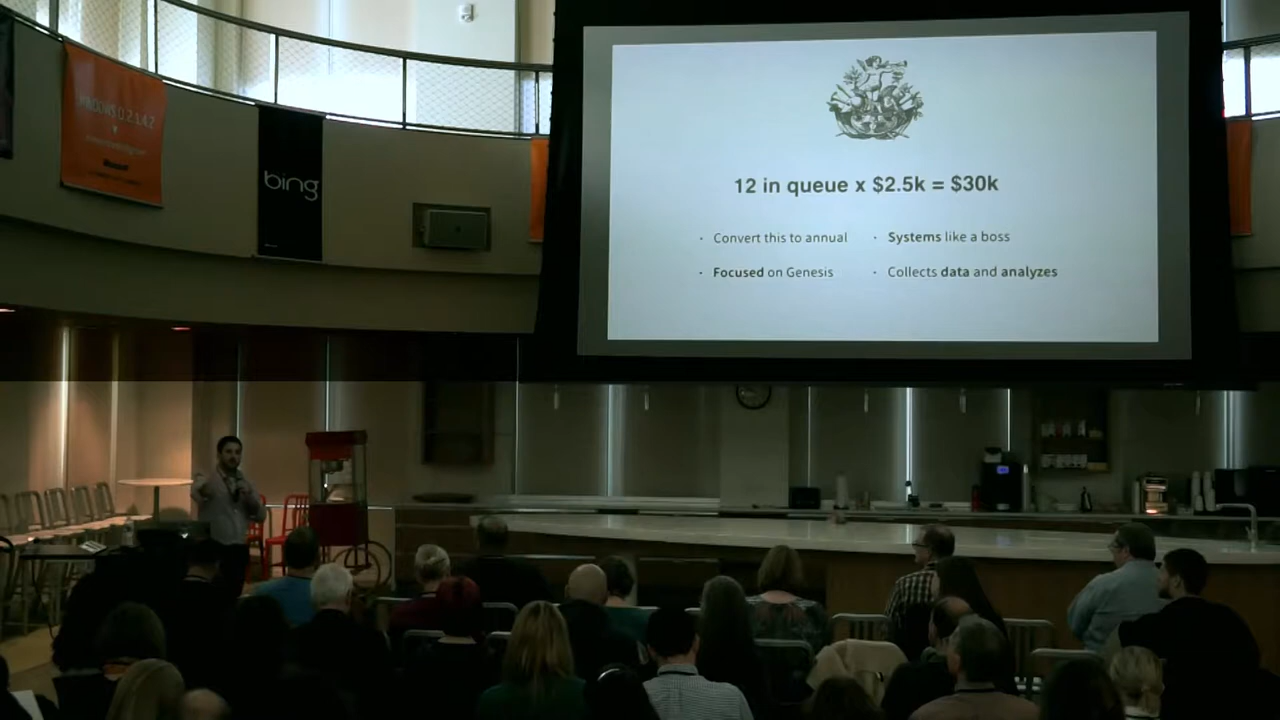 bing
12 in queue x $2.5k = $30k
· Convert this to annual
· Systems like a boss
· Focused on Genesis
· Collects data and analyzes